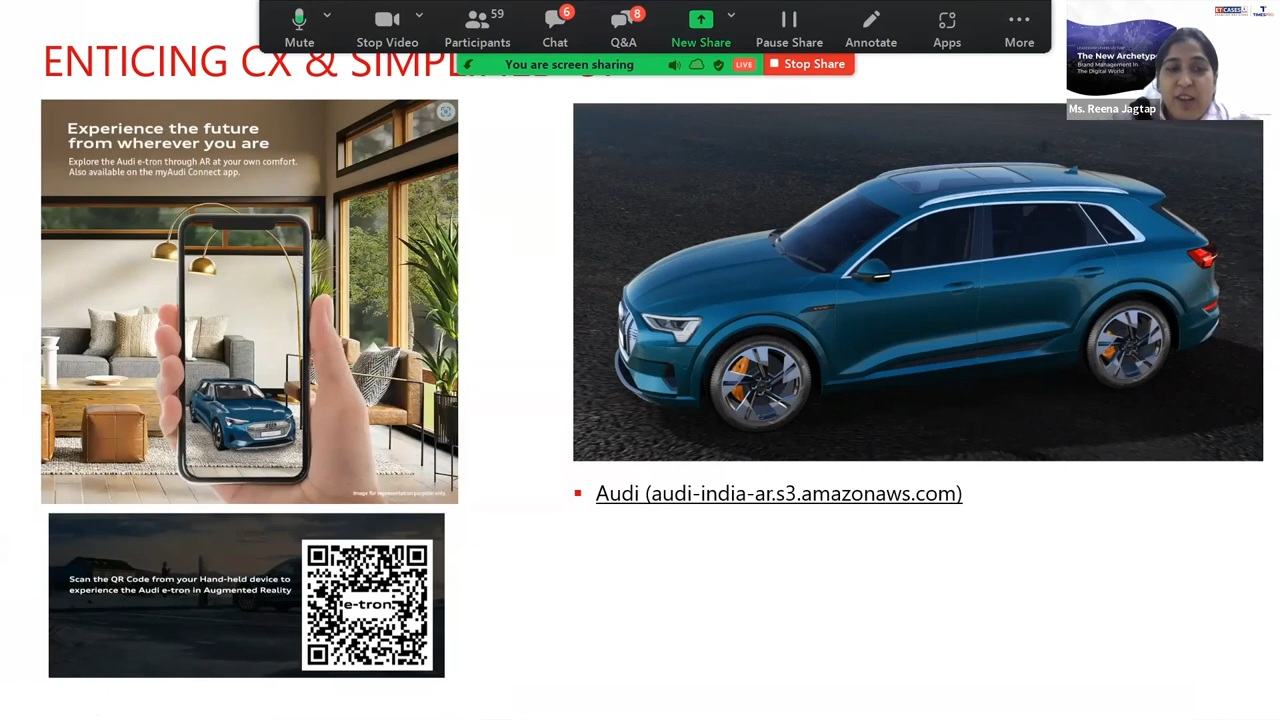 Mute
Stop Video
Participants
59
Chat
6
Q&A
8
New Share
Pause Share
Annotate
Apps
More
You are screen sharing
LIVE
Stop Share
ENTICING CX &
ET CASES
TIMESPRO
The New Archetype
Brand Management In
The Digital World
Ms. Reena Jagtap
Experience the future
from wherever you are
Explore the Audi e-tron through AR at your own comfort.
Also available on the myAudi Connect app.
Image for representation purpose only.
Audi (audi-india-ar.s3.amazonaws.com)
Scan the QR Code from your Hand-held device to
experience the Audi e-tron in Augmented Reality
e-tron